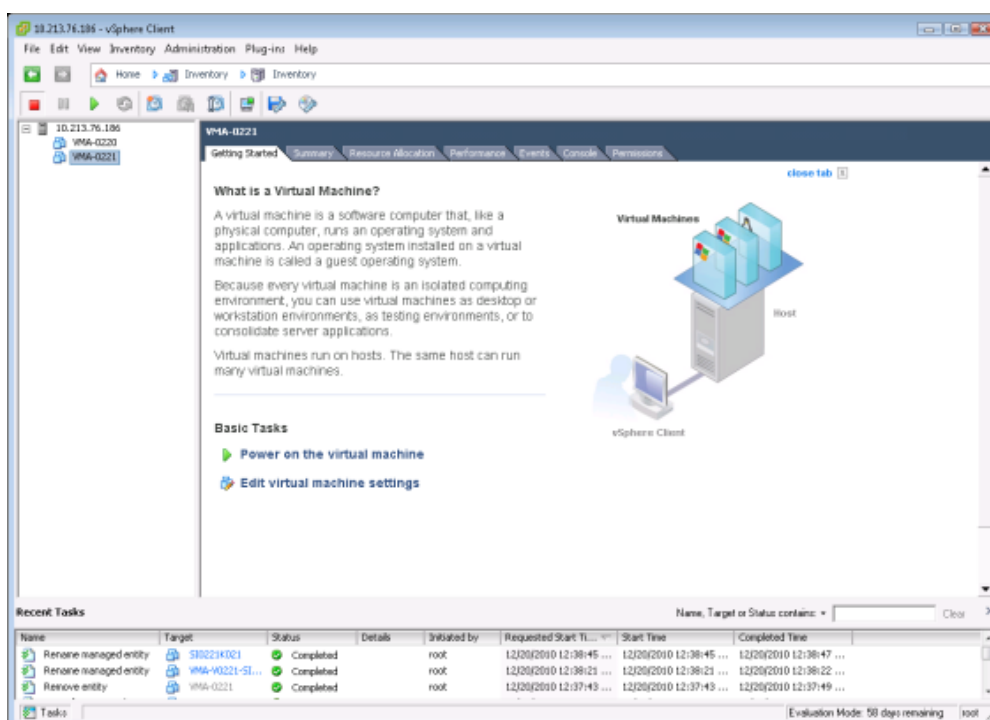 10.213.76.186 - vSphere Client
File Edit View Inventory Administration Plug-ins Help
Home Inventory Inventory
10.213.76.186
VMA-0220
VMA-0221
VMA-0221
Getting Started Summary Resource Allocation Performance Events Console Permissions
close tab
What is a Virtual Machine?
A virtual machine is a software computer that, like a
physical computer, runs an operating system and
applications. An operating system installed on a virtual
machine is called a guest operating system.
Because every virtual machine is an isolated computing
environment, you can use virtual machines as desktop or
workstation environments, as testing environments, or to
consolidate server applications.
Virtual machines run on hosts. The same host can run
many virtual machines.
Virtual Machines
Host
vSphere Client
Basic Tasks
Power on the virtual machine
Edit virtual machine settings
Recent Tasks Name, Target or Status contains: Clear
Name Target Status Details Initiated by Requested Start Ti... Start Time Completed Time
Rename managed entity SI0221K021 Completed root 12/20/2010 12:38:45 ... 12/20/2010 12:38:45 ... 12/20/2010 12:38:47 ...
Rename managed entity VMA-V0221-SI... Completed root 12/20/2010 12:38:21 ... 12/20/2010 12:38:21 ... 12/20/2010 12:38:22 ...
Remove entity VMA-0221 Completed root 12/20/2010 12:37:43 ... 12/20/2010 12:37:43 ... 12/20/2010 12:37:49 ...
Tasks Evaluation Mode: 58 days remaining root